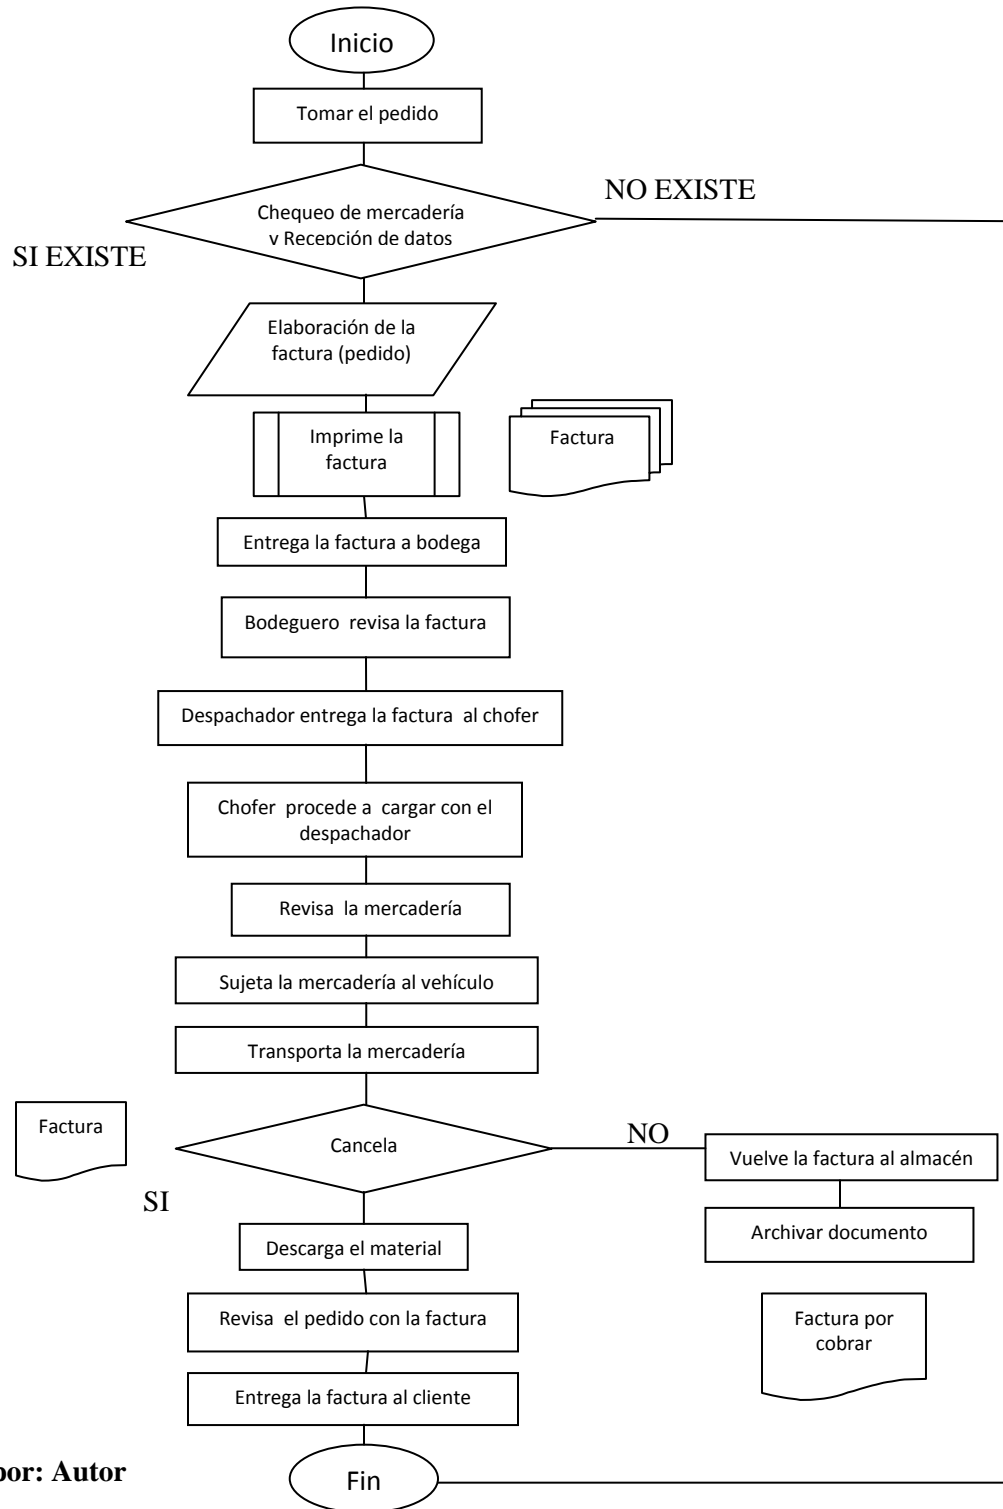 Inicio
Tomar el pedido
NO EXISTE
Chequeo de mercadería
y Recepción de datos
SI EXISTE
Elaboración de la
factura (pedido)
Imprime la
factura
Factura
Entrega la factura a bodega
Bodeguero revisa la factura
Despachador entrega la factura al chofer
Chofer procede a cargar con el
despachador
Revisa la mercadería
Sujeta la mercadería al vehículo
Transporta la mercadería
Factura
Cancela
NO
Vuelve la factura al almacén
SI
Archivar documento
Descarga el material
Revisa el pedido con la factura
Factura por
cobrar
Entrega la factura al cliente
por: Autor
Fin